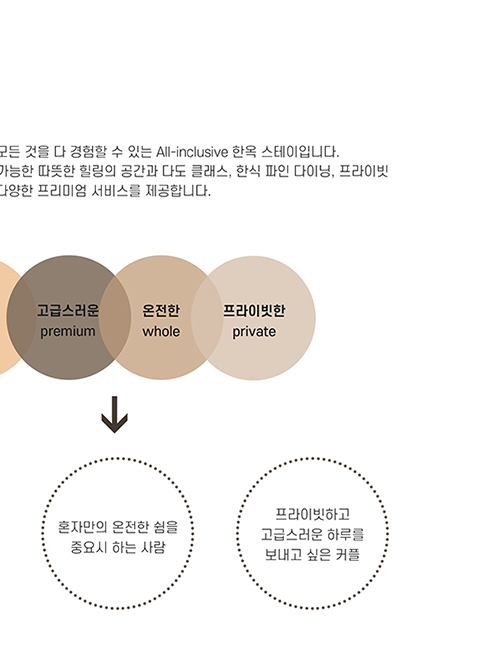 모든 것을 다 경험할 수 있는 All-inclusive 한옥 스테이입니다.
가능한 따뜻한 힐링의 공간과 다도 클래스, 한식 파인 다이닝, 프라이빗
다양한 프리미엄 서비스를 제공합니다.
고급스러운
premium
온전한
whole
프라이빗한
private
혼자만의 온전한 쉼을
중요시 하는 사람
프라이빗하고
고급스러운 하루를
보내고 싶은 커플